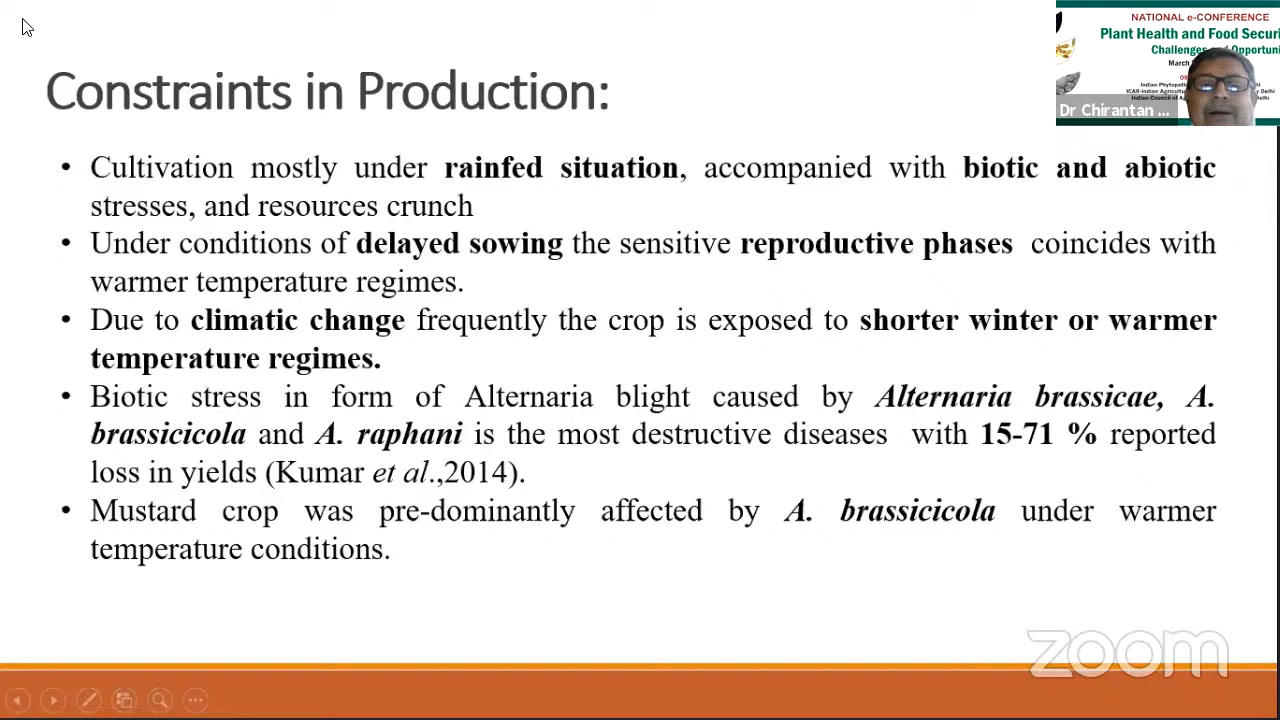 NATIONAL e-CONFERENCE
Plant Health and Food Securi
Challenges and Opportuni
March
Indian Phytopath
ICAR-Indian Agricult
Delhi
Indian Council of Ag
Dr Chirantan ...
Constraints in Production:
• Cultivation mostly under rainfed situation, accompanied with biotic and abiotic
stresses, and resources crunch
• Under conditions of delayed sowing the sensitive reproductive phases coincides with
warmer temperature regimes.
• Due to climatic change frequently the crop is exposed to shorter winter or warmer
temperature regimes.
• Biotic stress in form of Alternaria blight caused by Alternaria brassicae, A.
brassicicola and A. raphani is the most destructive diseases with 15-71 % reported
loss in yields (Kumar et al.,2014).
• Mustard crop was pre-dominantly affected by A. brassicicola under warmer
temperature conditions.
zoom